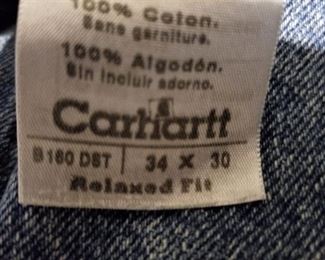 100% Coton.
Sans garniture.
100% Algodón.
Sin incluir adorno.
Carhartt
B160 DST | 34 X 30
Relaxed Fit